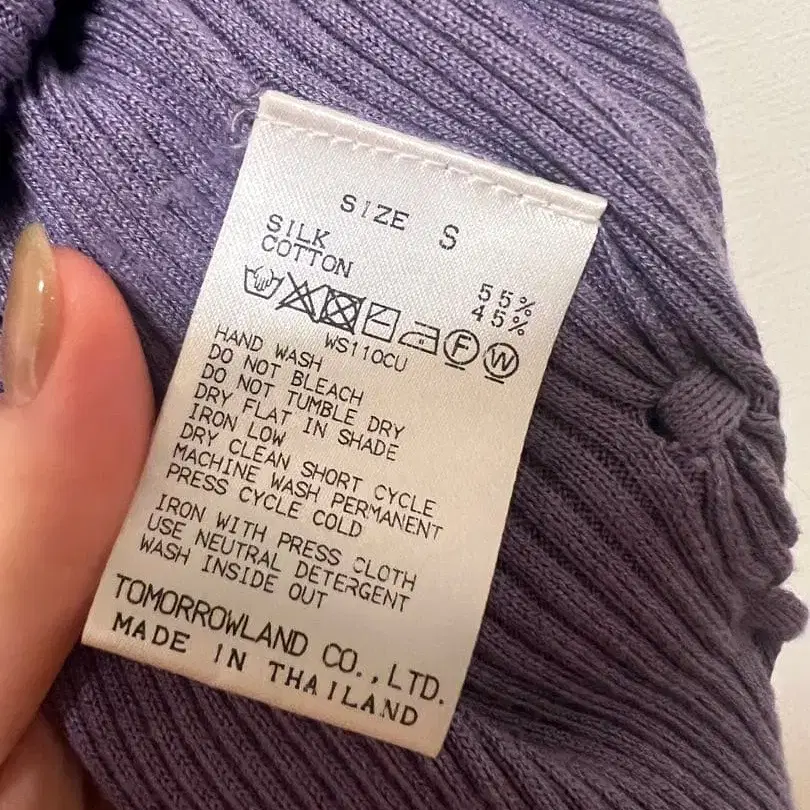 SIZE S
SILK 55%
COTTON 45%
F W
WS110CU
HAND WASH
DO NOT BLEACH
DO NOT TUMBLE DRY
DRY FLAT IN SHADE
IRON LOW
DRY CLEAN SHORT CYCLE
MACHINE WASH PERMANENT
PRESS CYCLE COLD
IRON WITH PRESS CLOTH
USE NEUTRAL DETERGENT
WASH INSIDE OUT
TOMORROWLAND CO.,LTD.
MADE IN THAILAND